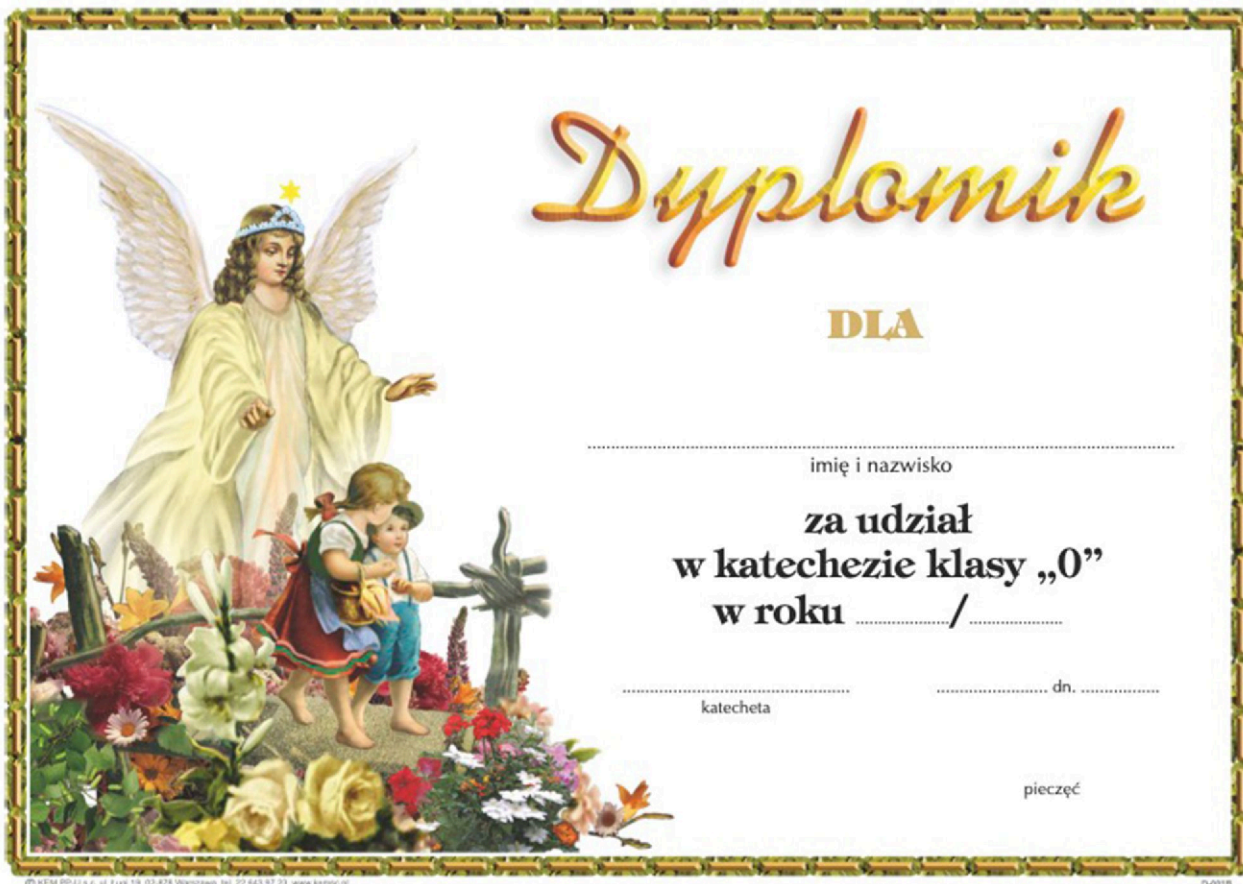 Dyplomik
DLA
imię i nazwisko
za udział
w katechezie klasy „0”
w roku ........ / ........
katecheta
........ dn. ........
pieczęć